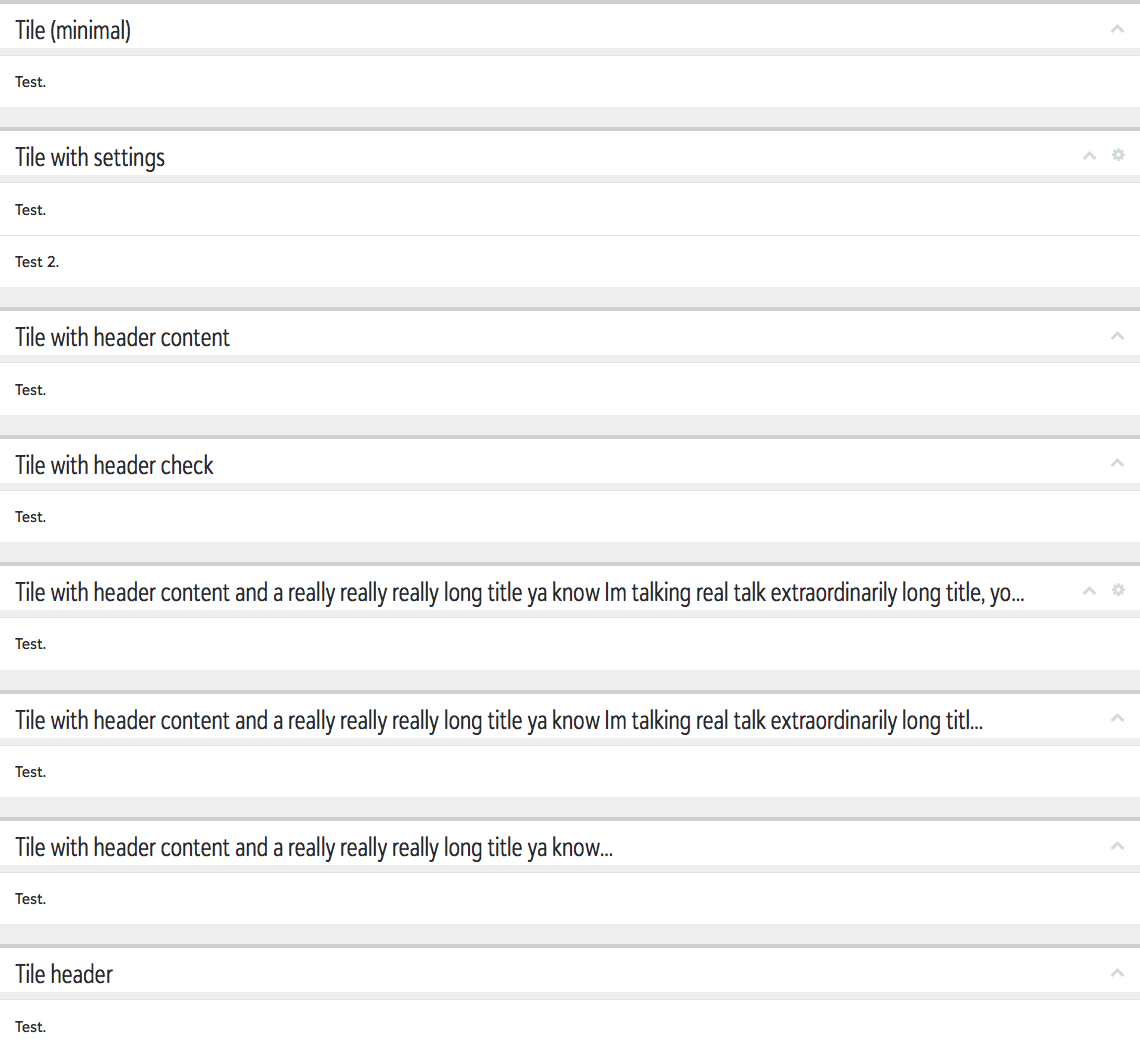 Tile (minimal)
Test.
Tile with settings
Test.
Test 2.
Tile with header content
Test.
Tile with header check
Test.
Tile with header content and a really really really long title ya know Im talking real talk extraordinarily long title, yo...
Test.
Tile with header content and a really really really long title ya know Im talking real talk extraordinarily long titl...
Test.
Tile with header content and a really really really long title ya know...
Test.
Tile header
Test.